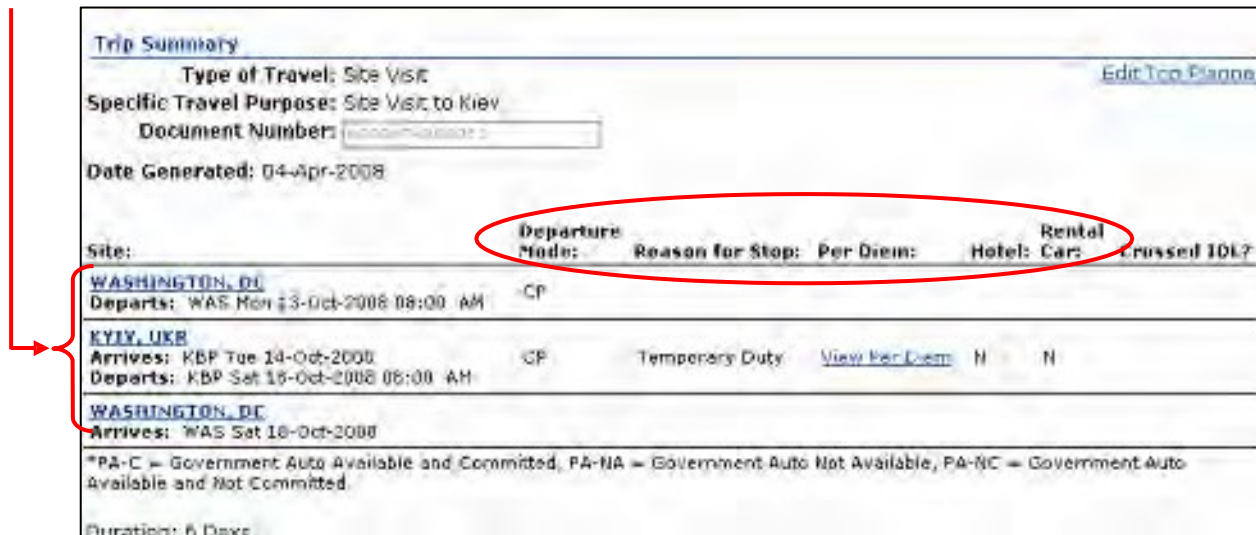 Trip Summary
Type of Travel: Site Visit
Edit Trip Planne
Specific Travel Purpose: Site Visit to Kiev
Document Number:
Date Generated: 04-Apr-2008
Site: Departure Mode: Reason for Stop: Per Diem: Hotel: Rental Car: Crossed IDL?
WASHINGTON, DC
Departs: WAS Mon 13-Oct-2008 08:00 AM
CP
KYIV, UKR
Arrives: KBP Tue 14-Oct-2008
CP Temporary Duty View Per Diem N N
Departs: KBP Sat 18-Oct-2008 08:00 AM
WASHINGTON, DC
Arrives: WAS Sat 18-Oct-2008
*PA-C = Government Auto Available and Committed, PA-NA = Government Auto Not Available, PA-NC = Government Auto
Available and Not Committed.
Duration: 6 Days